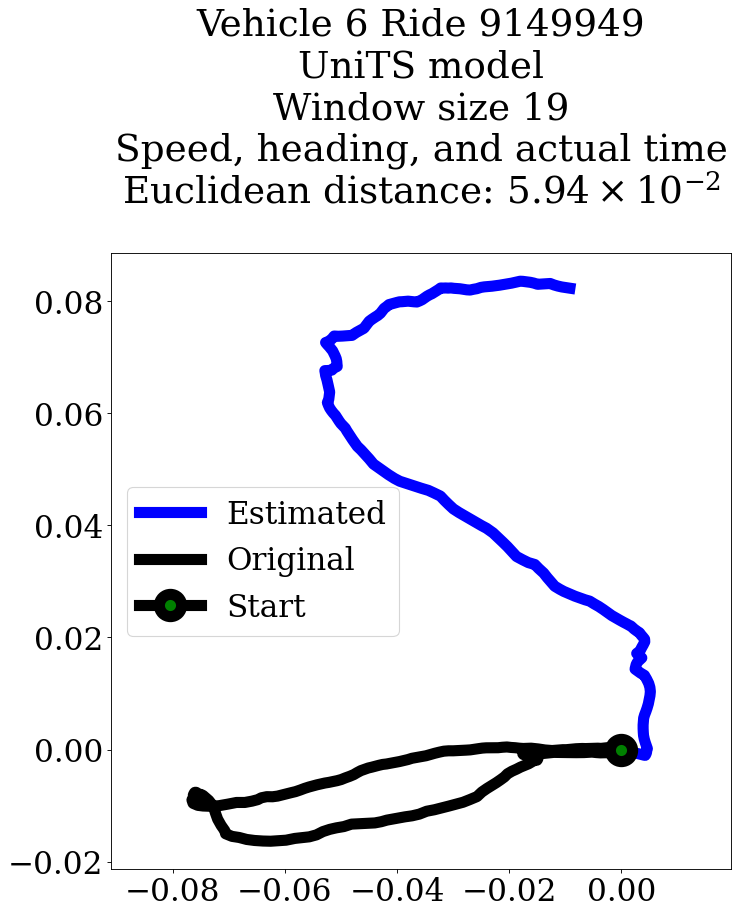 Vehicle 6 Ride 9149949
UniTS model
Window size 19
Speed, heading, and actual time
Euclidean distance: 5.94 × 10⁻²
0.08
0.06
0.04
0.02
0.00
−0.02
Estimated
Original
Start
−0.08 −0.06 −0.04 −0.02 0.00